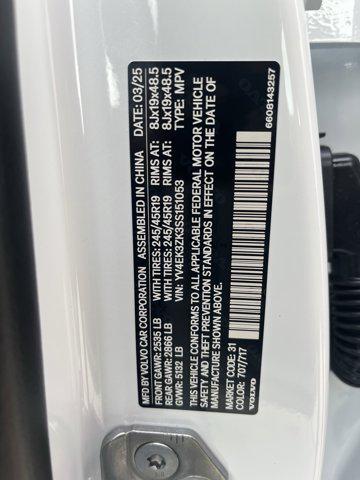 MFD BY VOLVO CAR CORPORATION ASSEMBLED IN CHINA DATE: 03/25
FRONT GAWR: 2535 LB WITH TIRES: 245/45R19 RIMS AT: 8Jx19x48.5
REAR GAWR: 2866 LB WITH TIRES: 245/45R19 RIMS AT: 8Jx19x48.5
GVWR: 5132 LB VIN: YV4EK3ZK3SS151053 TYPE: MPV
THIS VEHICLE CONFORMS TO ALL APPLICABLE FEDERAL MOTOR VEHICLE
SAFETY AND THEFT PREVENTION STANDARDS IN EFFECT ON THE DATE OF
MANUFACTURE SHOWN ABOVE.
MARKET CODE: 31
COLOR: 707/717
VOLVO
6608143257